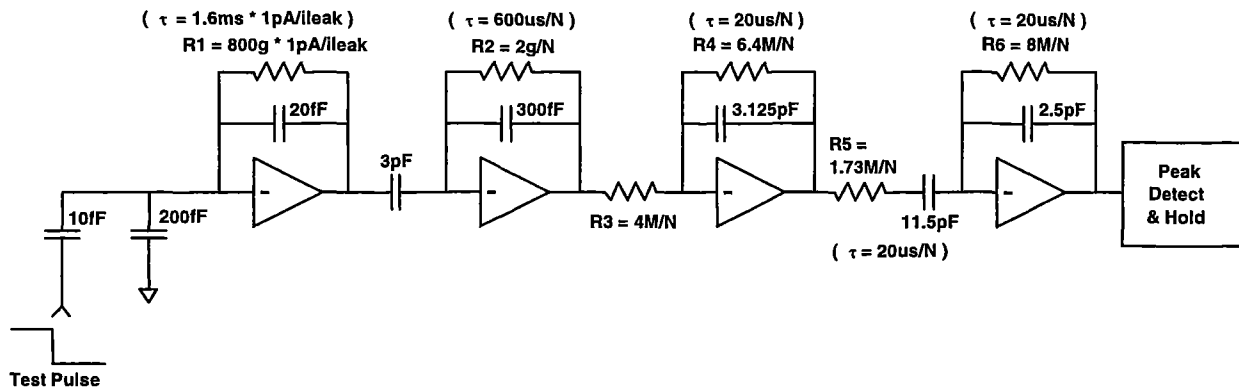 ( τ = 1.6ms * 1pA/ileak )
R1 = 800g * 1pA/ileak
20fF
( τ = 600us/N )
R2 = 2g/N
300fF
( τ = 20us/N )
R4 = 6.4M/N
3.125pF
( τ = 20us/N )
R6 = 8M/N
2.5pF
3pF
R3 = 4M/N
R5 =
1.73M/N
11.5pF
( τ = 20us/N )
Peak
Detect
& Hold
10fF
200fF
Test Pulse